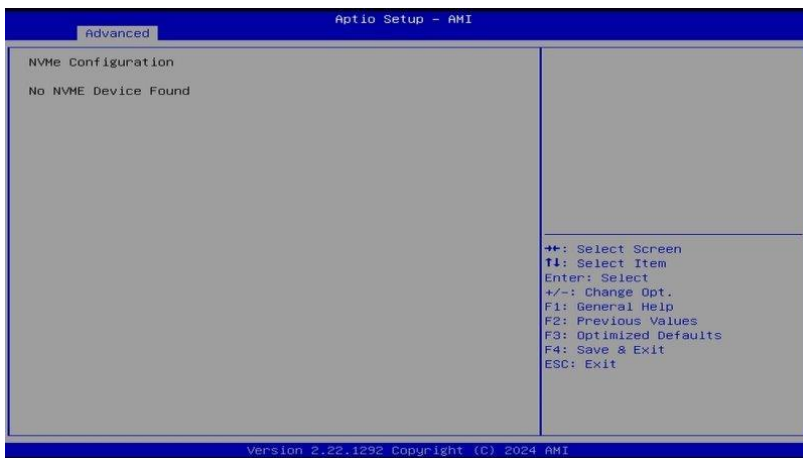 Aptio Setup – AMI
Advanced
NVMe Configuration
No NVME Device Found
→←: Select Screen
↑↓: Select Item
Enter: Select
+/-: Change Opt.
F1: General Help
F2: Previous Values
F3: Optimized Defaults
F4: Save & Exit
ESC: Exit
Version 2.22.1292 Copyright (C) 2024 AMI